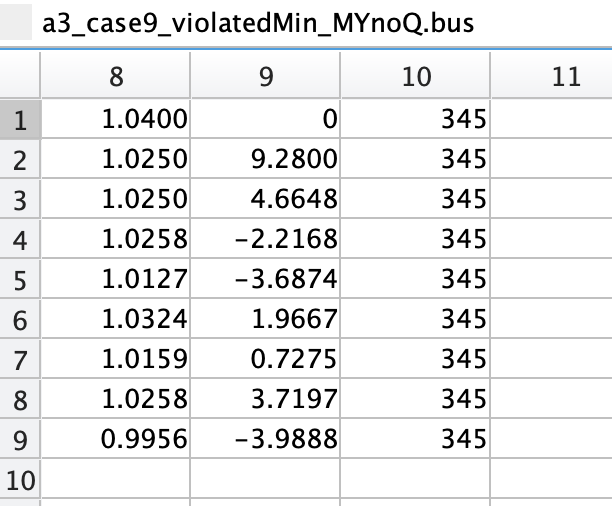 a3_case9_violatedMin_MYnoQ.bus
8 9 10 11
1 1.0400 0 345
2 1.0250 9.2800 345
3 1.0250 4.6648 345
4 1.0258 -2.2168 345
5 1.0127 -3.6874 345
6 1.0324 1.9667 345
7 1.0159 0.7275 345
8 1.0258 3.7197 345
9 0.9956 -3.9888 345
10